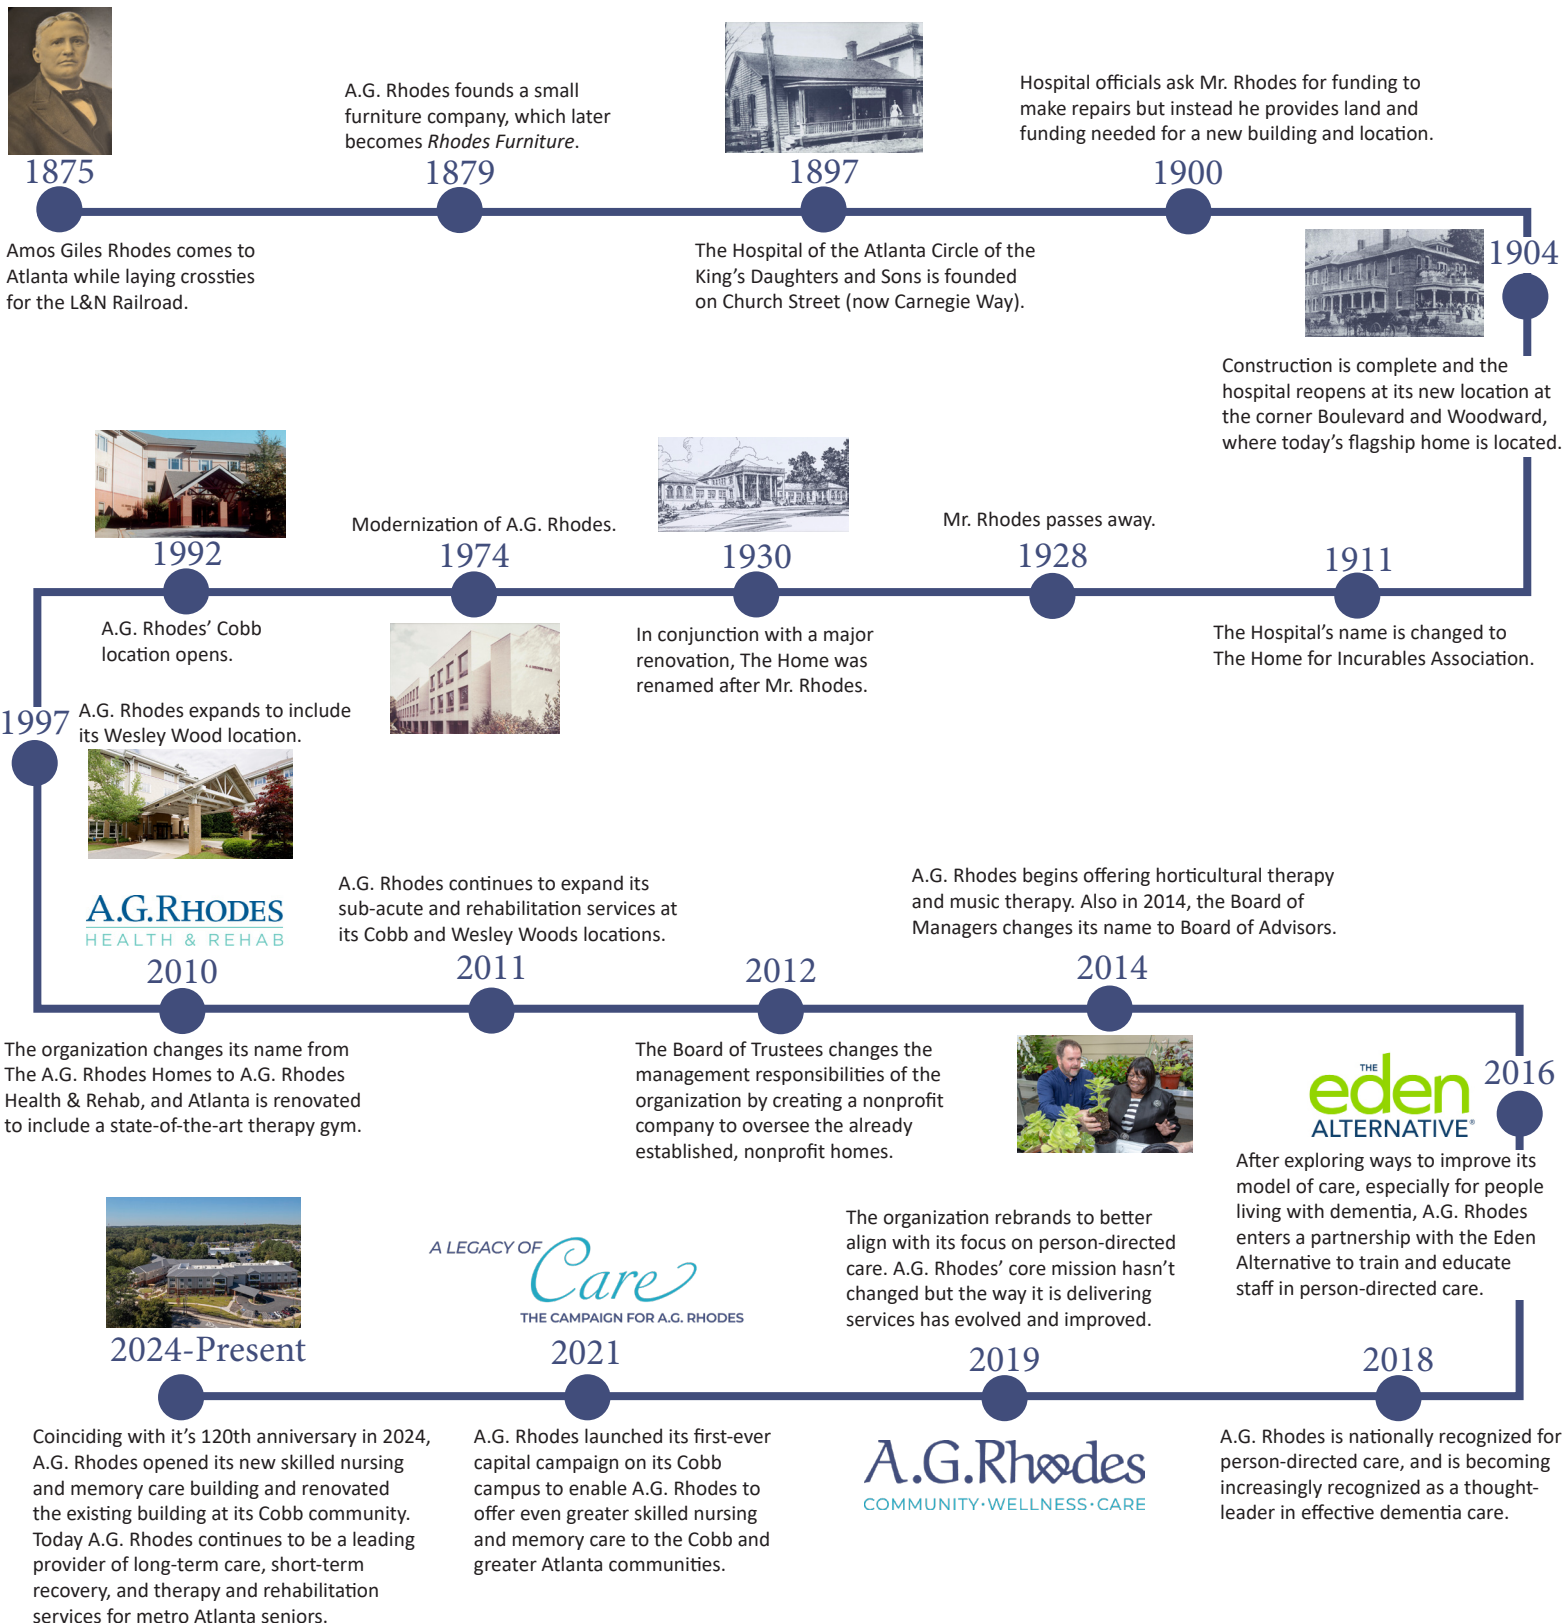 1875
Amos Giles Rhodes comes to
Atlanta while laying crossties
for the L&N Railroad.
A.G. Rhodes founds a small
furniture company, which later
becomes Rhodes Furniture.
1879
1897
The Hospital of the Atlanta Circle of the
King's Daughters and Sons is founded
on Church Street (now Carnegie Way).
Hospital officials ask Mr. Rhodes for funding to
make repairs but instead he provides land and
funding needed for a new building and location.
1900
1904
Construction is complete and the
hospital reopens at its new location at
the corner Boulevard and Woodward,
where today's flagship home is located.
1911
The Hospital's name is changed to
The Home for Incurables Association.
Mr. Rhodes passes away.
1928
1930
In conjunction with a major
renovation, The Home was
renamed after Mr. Rhodes.
Modernization of A.G. Rhodes.
1974
1992
A.G. Rhodes' Cobb
location opens.
1997
A.G. Rhodes expands to include
its Wesley Wood location.
A.G.RHODES
HEALTH & REHAB
2010
The organization changes its name from
The A.G. Rhodes Homes to A.G. Rhodes
Health & Rehab, and Atlanta is renovated
to include a state-of-the-art therapy gym.
A.G. Rhodes continues to expand its
sub-acute and rehabilitation services at
its Cobb and Wesley Woods locations.
2011
2012
The Board of Trustees changes the
management responsibilities of the
organization by creating a nonprofit
company to oversee the already
established, nonprofit homes.
A.G. Rhodes begins offering horticultural therapy
and music therapy. Also in 2014, the Board of
Managers changes its name to Board of Advisors.
2014
2016
THE
eden
ALTERNATIVE®
After exploring ways to improve its
model of care, especially for people
living with dementia, A.G. Rhodes
enters a partnership with the Eden
Alternative to train and educate
staff in person-directed care.
2018
A.G. Rhodes is nationally recognized for
person-directed care, and is becoming
increasingly recognized as a thought-
leader in effective dementia care.
The organization rebrands to better
align with its focus on person-directed
care. A.G. Rhodes' core mission hasn't
changed but the way it is delivering
services has evolved and improved.
2019
A.G.Rhodes
COMMUNITY•WELLNESS•CARE
A LEGACY OF
Care
THE CAMPAIGN FOR A.G. RHODES
2021
A.G. Rhodes launched its first-ever
capital campaign on its Cobb
campus to enable A.G. Rhodes to
offer even greater skilled nursing
and memory care to the Cobb and
greater Atlanta communities.
2024-Present
Coinciding with it's 120th anniversary in 2024,
A.G. Rhodes opened its new skilled nursing
and memory care building and renovated
the existing building at its Cobb community.
Today A.G. Rhodes continues to be a leading
provider of long-term care, short-term
recovery, and therapy and rehabilitation
services for metro Atlanta seniors.